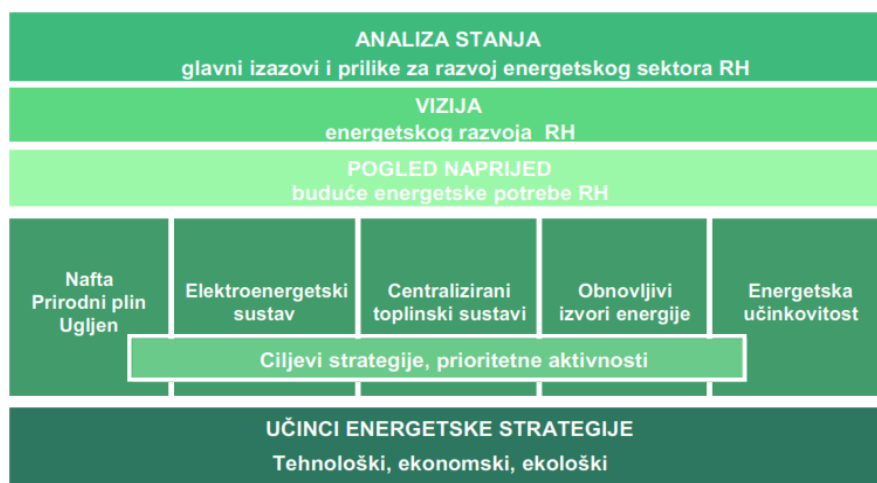 ANALIZA STANJA
glavni izazovi i prilike za razvoj energetskog sektora RH
VIZIJA
energetskog razvoja RH
POGLED NAPRIJED
buduće energetske potrebe RH
Nafta
Prirodni plin
Ugljen
Elektroenergetski
sustav
Centralizirani
toplinski sustavi
Obnovljivi
izvori energije
Energetska
učinkovitost
Ciljevi strategije, prioritetne aktivnosti
UČINCI ENERGETSKE STRATEGIJE
Tehnološki, ekonomski, ekološki